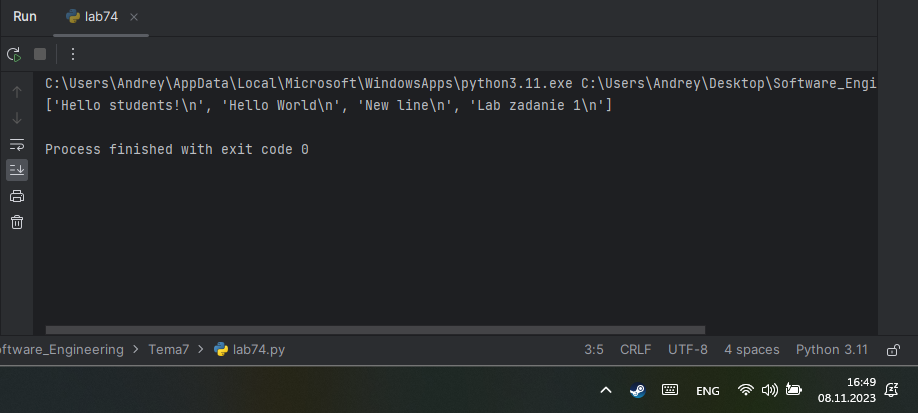 Run lab74
C:\Users\Andrey\AppData\Local\Microsoft\WindowsApps\python3.11.exe C:\Users\Andrey\Desktop\Software_Engi
['Hello students!\n', 'Hello World\n', 'New line\n', 'Lab zadanie 1\n']
Process finished with exit code 0
oftware_Engineering > Tema7 > lab74.py 3:5 CRLF UTF-8 4 spaces Python 3.11
ENG 16:49
08.11.2023